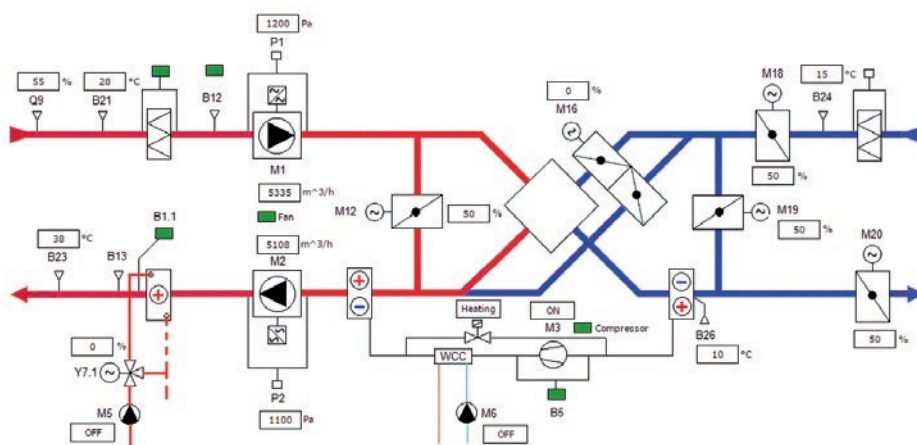 1200 Pa
P1
55 %
28 °C
Q9
B21
B12
M1
5335 m^3/h
Fan
5108 m^3/h
M2
0 %
M16
M18
15 °C
B24
50 %
M12
50 %
M19
50 %
M20
50 %
B1.1
38 °C
B23
B13
0 %
Y7.1
M5
OFF
P2
1100 Pa
Heating
ON
M3
Compressor
WCC
B5
M6
OFF
B26
10 °C